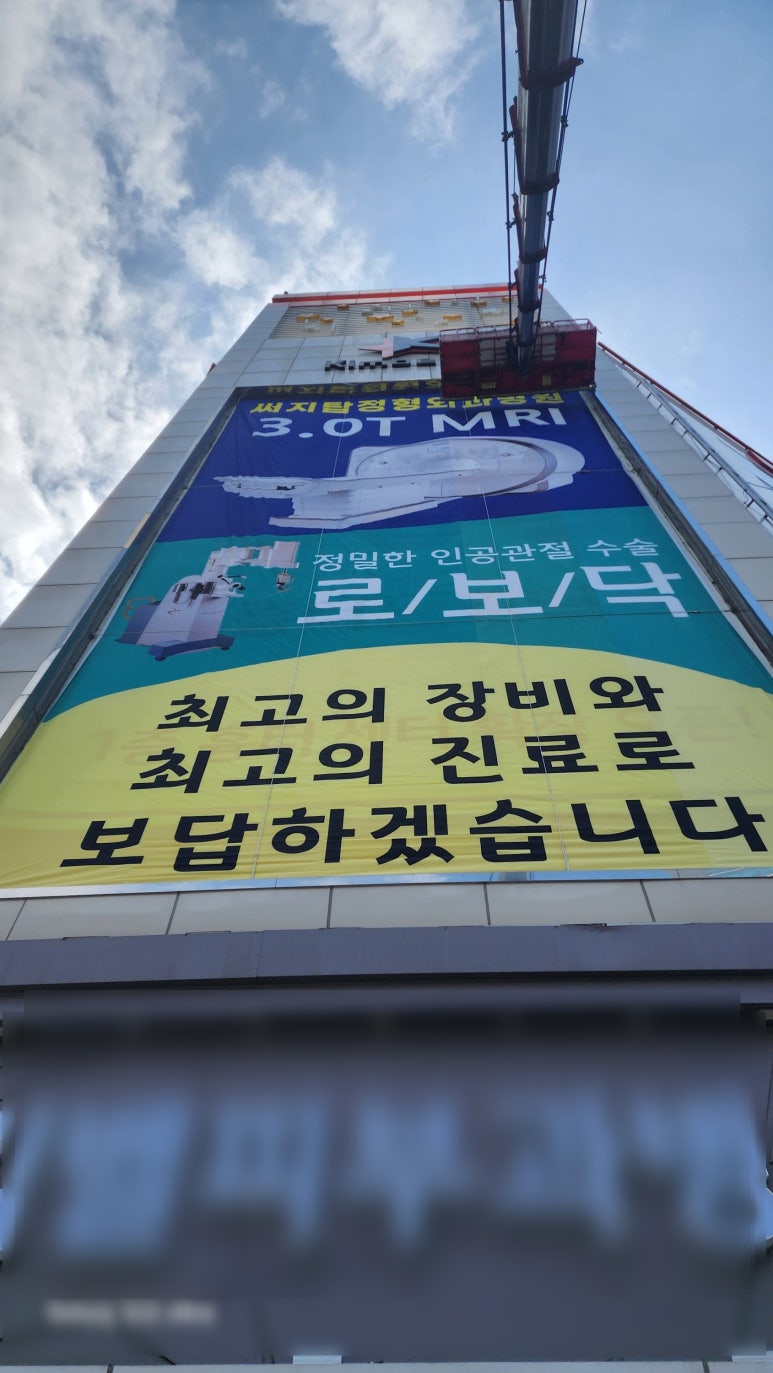 써지탑정형외과병원
3.0T MRI
정밀한 인공관절 수술
로/보/닥
최고의 장비와
최고의 진료로
보답하겠습니다